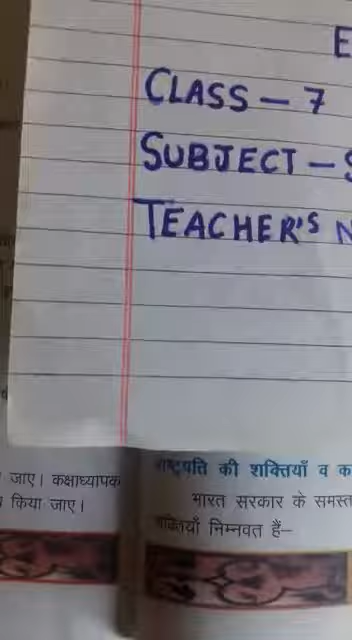 E
CLASS – 7
SUBJECT – S
TEACHER'S N
जाए। कक्षाध्यापक
किया जाए।
राष्ट्रपति की शक्तियाँ व
भारत सरकार के समस्त
शक्तियाँ निम्नवत हैं–